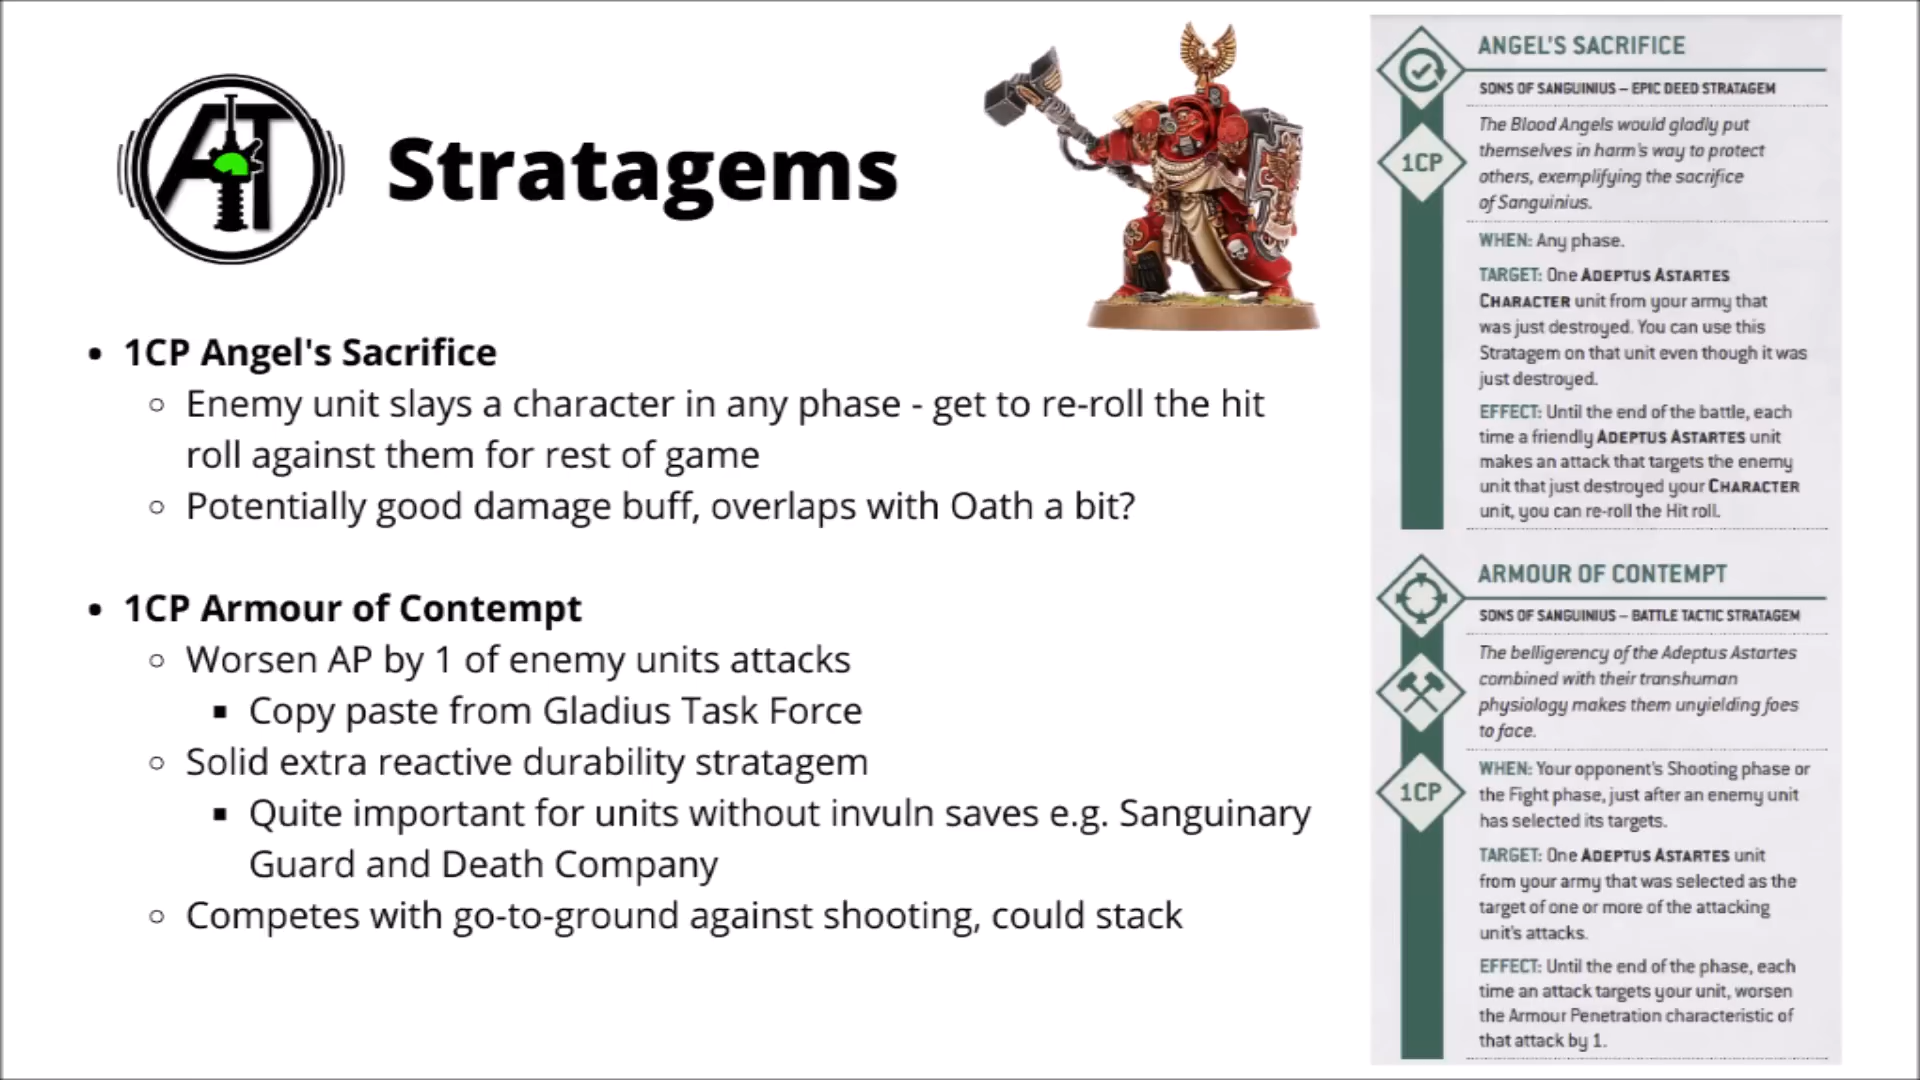 AT
Stratagems
• 1CP Angel's Sacrifice
○ Enemy unit slays a character in any phase - get to re-roll the hit
roll against them for rest of game
○ Potentially good damage buff, overlaps with Oath a bit?
• 1CP Armour of Contempt
○ Worsen AP by 1 of enemy units attacks
▪ Copy paste from Gladius Task Force
○ Solid extra reactive durability stratagem
▪ Quite important for units without invuln saves e.g. Sanguinary
Guard and Death Company
○ Competes with go-to-ground against shooting, could stack
ANGEL'S SACRIFICE
SONS OF SANGUINIUS – EPIC DEED STRATAGEM
The Blood Angels would gladly put
themselves in harm's way to protect
others, exemplifying the sacrifice
of Sanguinius.
1CP
WHEN: Any phase.
TARGET: One ADEPTUS ASTARTES
CHARACTER unit from your army that
was just destroyed. You can use this
Stratagem on that unit even though it was
just destroyed.
EFFECT: Until the end of the battle, each
time a friendly ADEPTUS ASTARTES unit
makes an attack that targets the enemy
unit that just destroyed your CHARACTER
unit, you can re-roll the Hit roll.
ARMOUR OF CONTEMPT
SONS OF SANGUINIUS – BATTLE TACTIC STRATAGEM
The belligerency of the Adeptus Astartes
combined with their transhuman
physiology makes them unyielding foes
to face.
1CP
WHEN: Your opponent's Shooting phase or
the Fight phase, just after an enemy unit
has selected its targets.
TARGET: One ADEPTUS ASTARTES unit
from your army that was selected as the
target of one or more of the attacking
unit's attacks.
EFFECT: Until the end of the phase, each
time an attack targets your unit, worsen
the Armour Penetration characteristic of
that attack by 1.